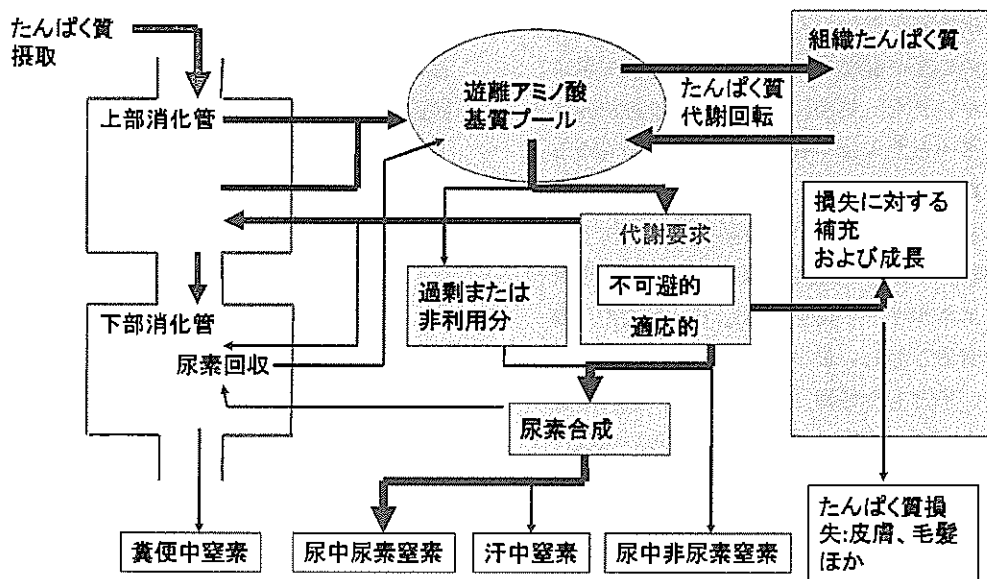 たんぱく質
摂取
上部消化管
遊離アミノ酸
基質プール
たんぱく質
代謝回転
組織たんぱく質
損失に対する
補充
および成長
代謝要求
不可避的
適応的
過剰または
非利用分
下部消化管
尿素回収
尿素合成
糞便中窒素
尿中尿素窒素
汗中窒素
尿中非尿素窒素
たんぱく質損
失:皮膚、毛髪
ほか